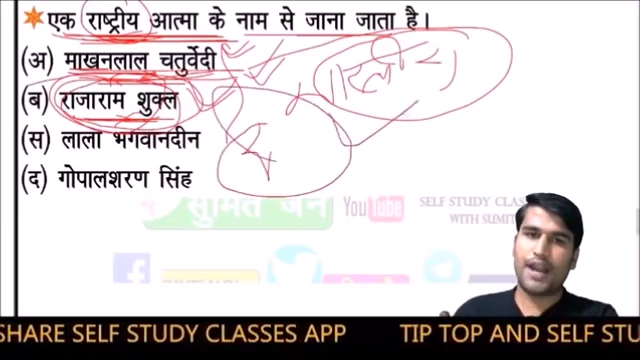 एक राष्ट्रीय आत्मा के नाम से जाना जाता है।
(अ) माखनलाल चतुर्वेदी
(ब) राजाराम शुक्ल
(स) लाला भगवानदीन
(द) गोपालशरण सिंह
सुमित जैन
YouTube
SELF STUDY CLASSES
WITH SUMIT
SHARE SELF STUDY CLASSES APP TIP TOP AND SELF STU